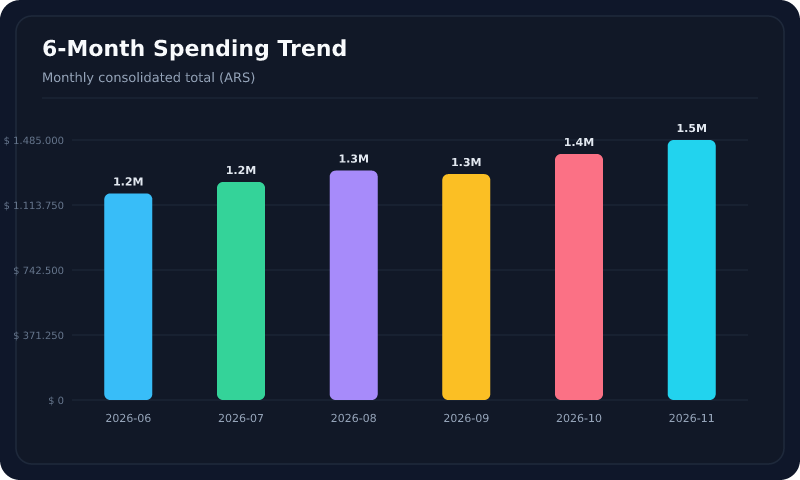 6-Month Spending Trend
Monthly consolidated total (ARS)
$ 1.485.000
$ 1.113.750
$ 742.500
$ 371.250
$ 0
1.2M
1.2M
1.3M
1.3M
1.4M
1.5M
2026-06
2026-07
2026-08
2026-09
2026-10
2026-11